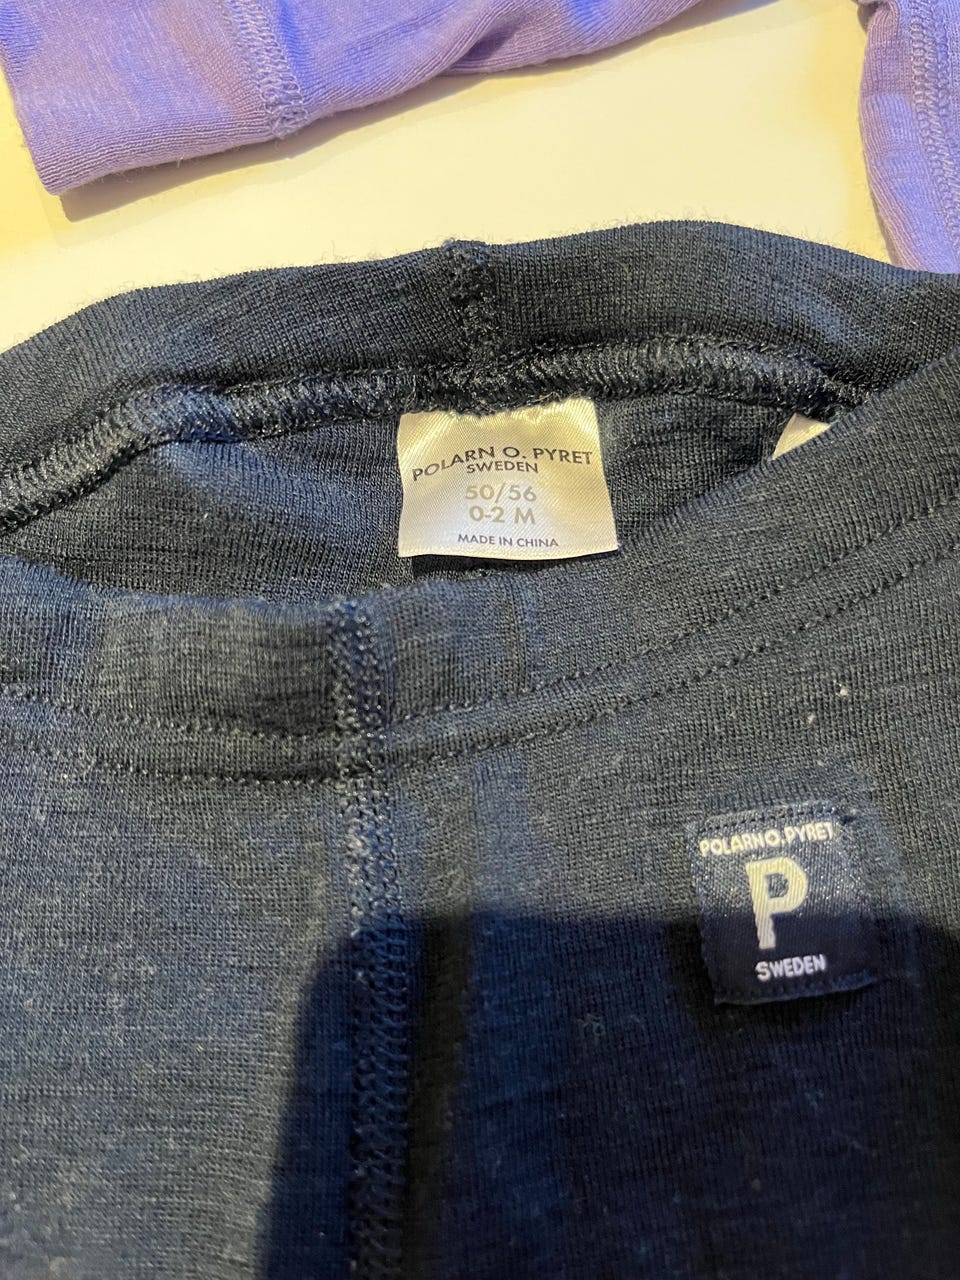 POLARN O. PYRET
SWEDEN
50/56
0-2 M
MADE IN CHINA
POLARN O. PYRET
P
SWEDEN